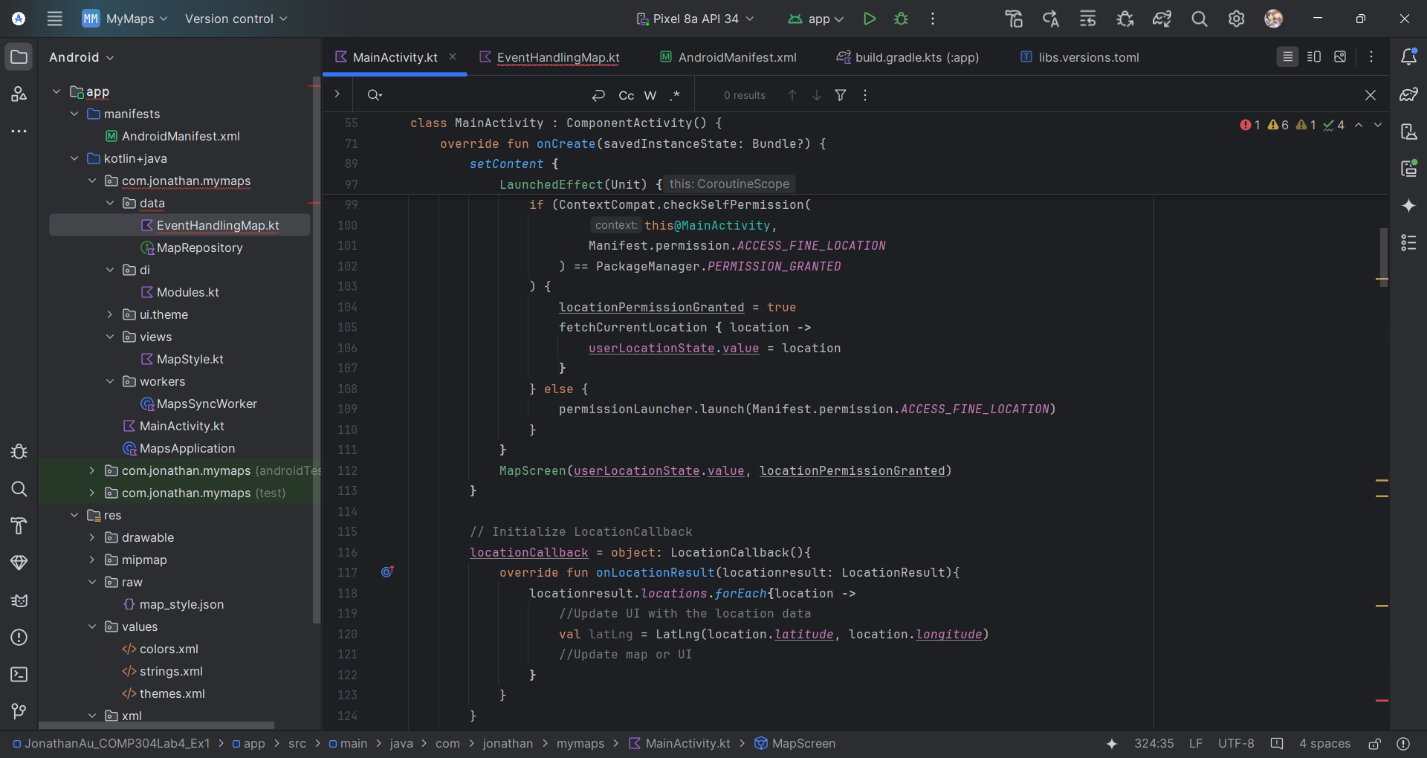 MM MyMaps Version control Pixel 8a API 34 app
Android
MainActivity.kt EventHandlingMap.kt AndroidManifest.xml build.gradle.kts (:app) libs.versions.toml
Cc W .* 0 results
app
manifests
AndroidManifest.xml
kotlin+java
com.jonathan.mymaps
data
EventHandlingMap.kt
MapRepository
di
Modules.kt
ui.theme
views
MapStyle.kt
workers
MapsSyncWorker
MainActivity.kt
MapsApplication
com.jonathan.mymaps (androidTes
com.jonathan.mymaps (test)
res
drawable
mipmap
raw
map_style.json
values
colors.xml
strings.xml
themes.xml
xml
1 6 1 4
55 class MainActivity : ComponentActivity() {
71 override fun onCreate(savedInstanceState: Bundle?) {
89 setContent {
97 LaunchedEffect(Unit) { this: CoroutineScope
99 if (ContextCompat.checkSelfPermission(
100 context: this@MainActivity,
101 Manifest.permission.ACCESS_FINE_LOCATION
102 ) == PackageManager.PERMISSION_GRANTED
103 ) {
104 locationPermissionGranted = true
105 fetchCurrentLocation { location ->
106 userLocationState.value = location
107 }
108 } else {
109 permissionLauncher.launch(Manifest.permission.ACCESS_FINE_LOCATION)
110 }
111 }
112 MapScreen(userLocationState.value, locationPermissionGranted)
113 }
114
115 // Initialize LocationCallback
116 locationCallback = object: LocationCallback(){
117 override fun onLocationResult(locationresult: LocationResult){
118 locationresult.locations.forEach{location ->
119 //Update UI with the location data
120 val latLng = LatLng(location.latitude, location.longitude)
121 //Update map or UI
122 }
123 }
124 }
JonathanAu_COMP304Lab4_Ex1 > app > src > main > java > com > jonathan > mymaps > MainActivity.kt > MapScreen 324:35 LF UTF-8 4 spaces